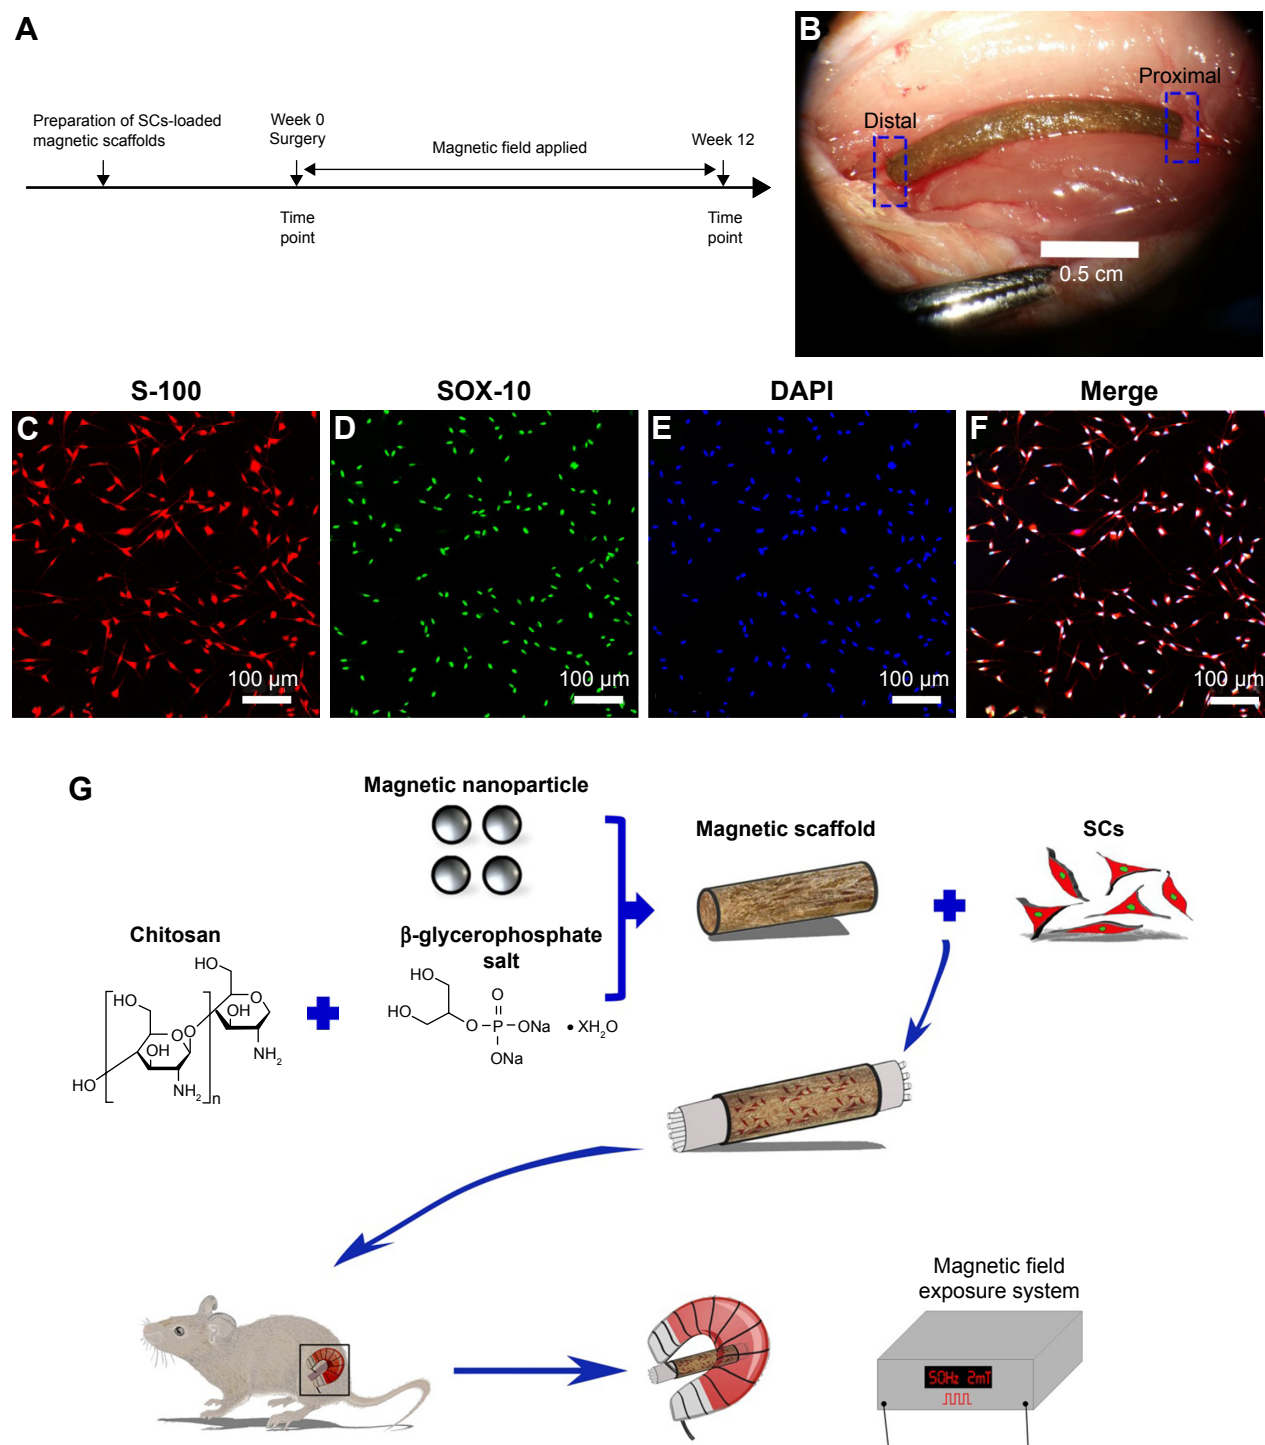 A
Preparation of SCs-loaded
magnetic scaffolds
Week 0
Surgery
Magnetic field applied
Week 12
Time
point
Time
point
B
Proximal
Distal
0.5 cm
S-100
SOX-10
DAPI
Merge
C
D
E
F
100 µm
100 µm
100 µm
100 µm
G
Magnetic nanoparticle
Magnetic scaffold
SCs
Chitosan
β-glycerophosphate
salt
HO
HO
OH
O
O
O
OH
NH2
HO
NH2
n
HO
HO
O
O
P
ONa
• XH2O
ONa
Magnetic field
exposure system
50Hz 2mT